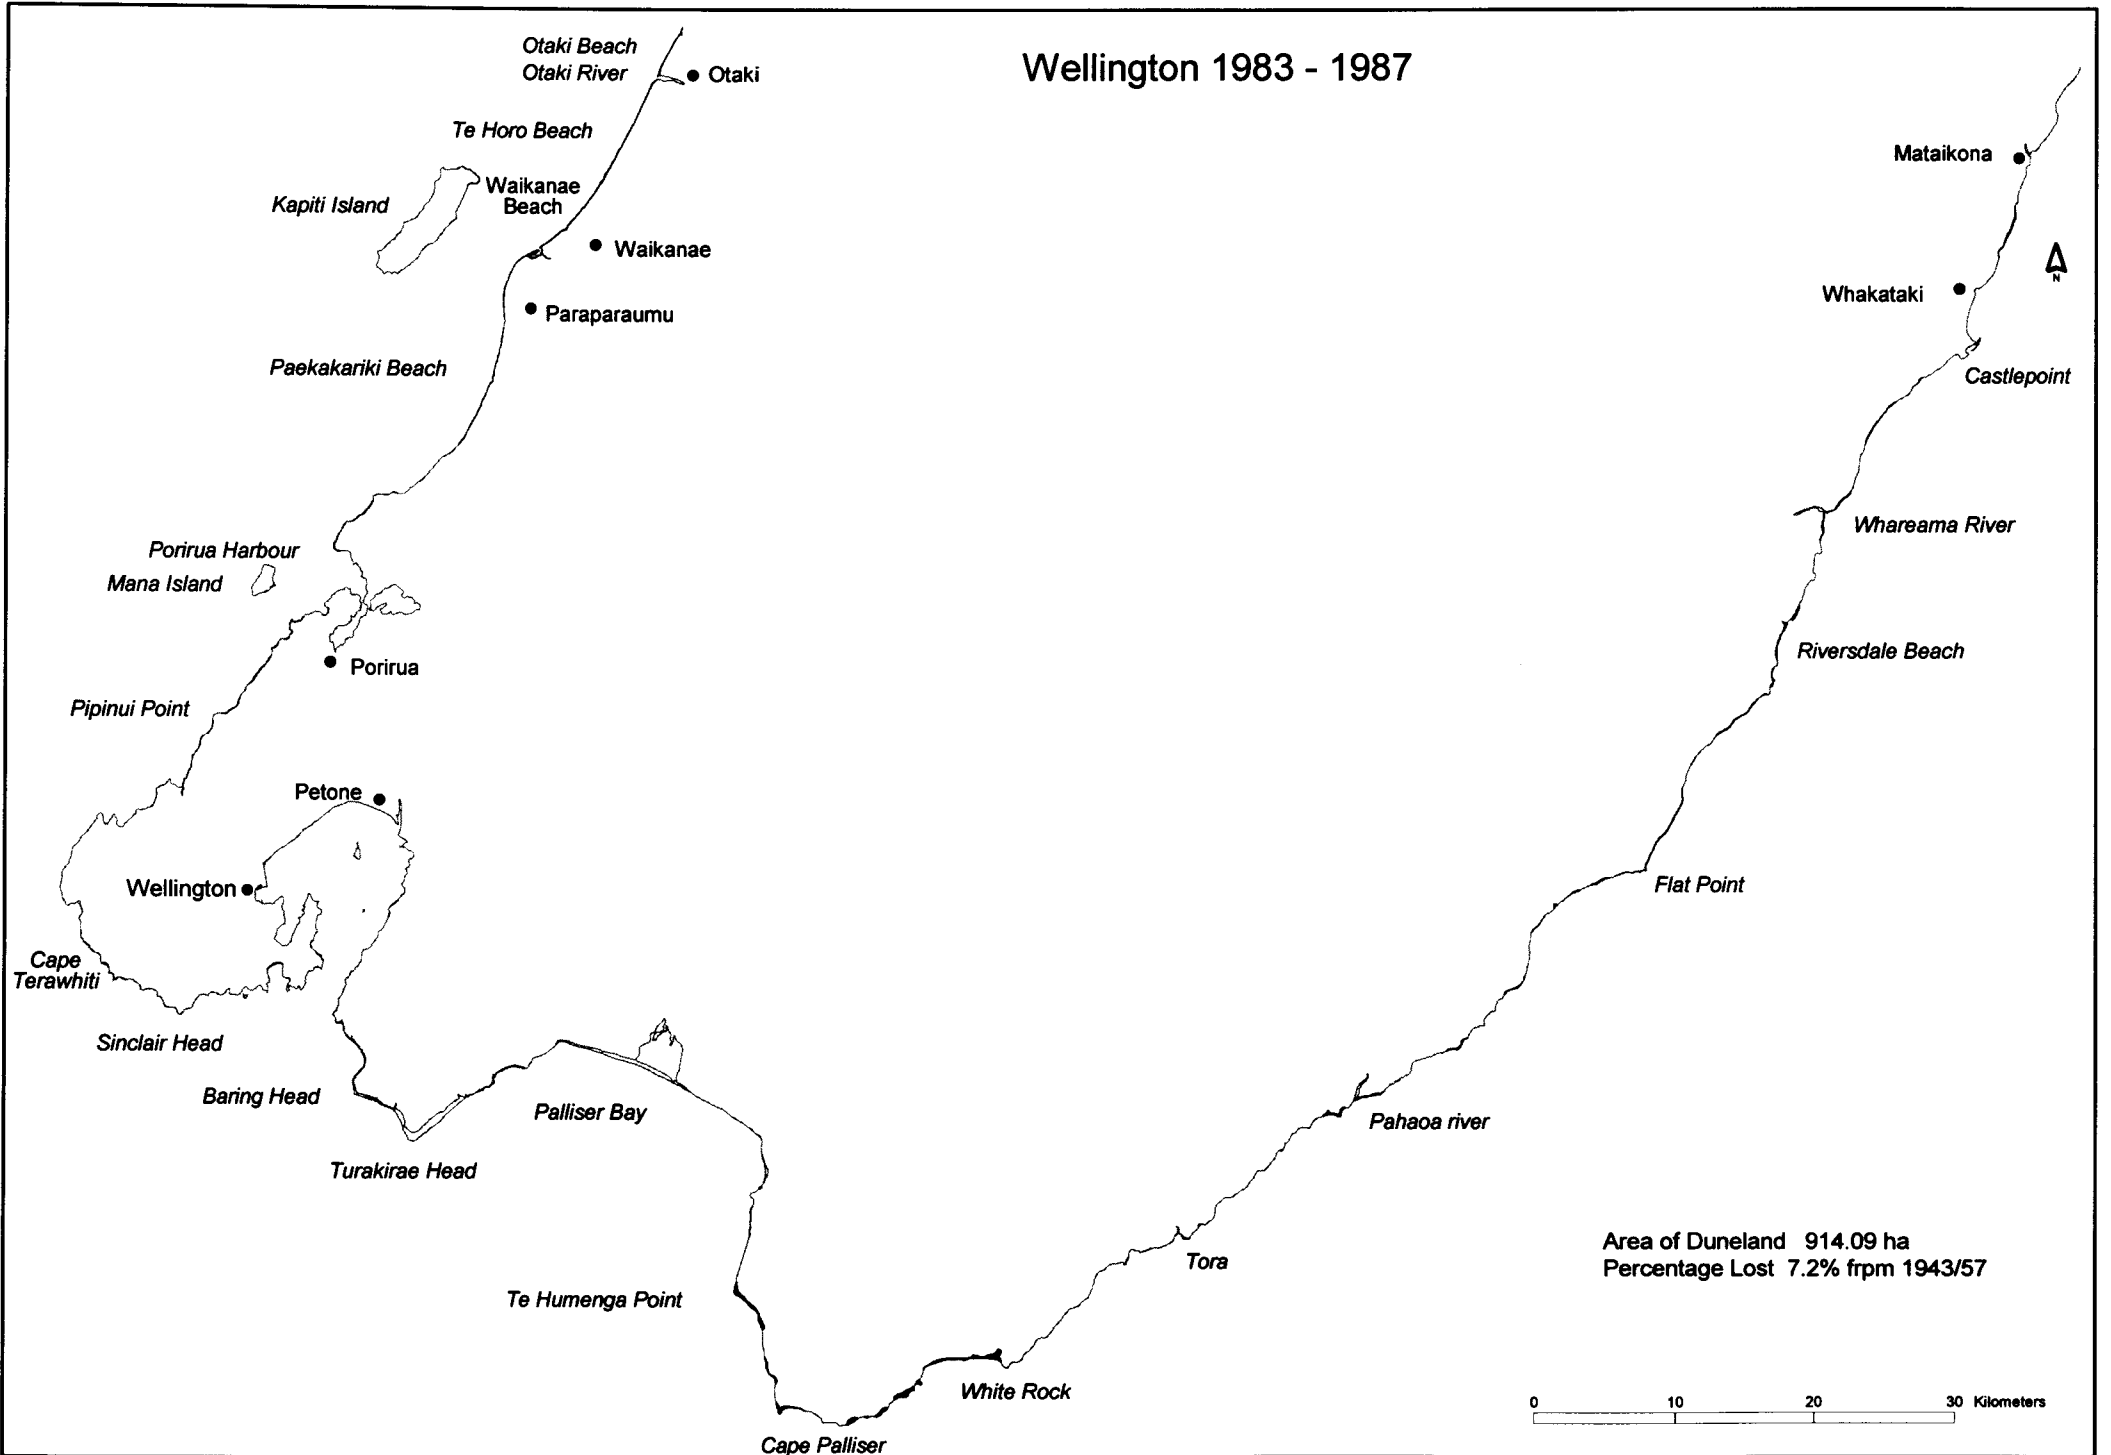 Wellington 1983 - 1987
Otaki Beach
Otaki River
Otaki
Te Horo Beach
Kapiti Island
Waikanae
Beach
Waikanae
Paraparaumu
Paekakariki Beach
Porirua Harbour
Mana Island
Porirua
Pipinui Point
Petone
Wellington
Cape
Terawhiti
Sinclair Head
Baring Head
Turakirae Head
Palliser Bay
Te Humenga Point
Cape Palliser
White Rock
Tora
Pahaoa river
Flat Point
Riversdale Beach
Whareama River
Castlepoint
Whakataki
Mataikona
N
Area of Duneland 914.09 ha
Percentage Lost 7.2% frpm 1943/57
0 10 20 30 Kilometers